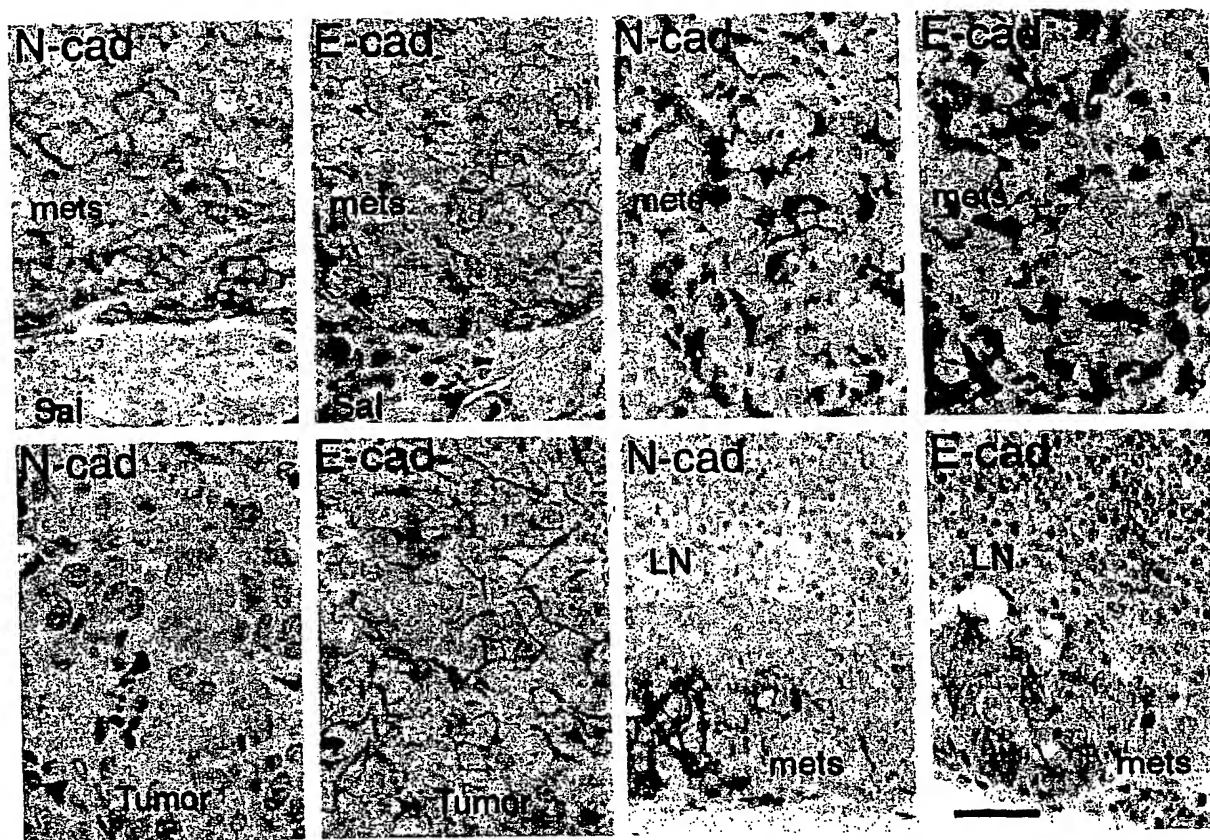 N-cad
mets
Sal
E-cad
mets
Sal
N-cad
mets
E-cad
mets
N-cad
Tumor
E-cad
Tumor
N-cad
LN
mets
E-cad
LN
mets